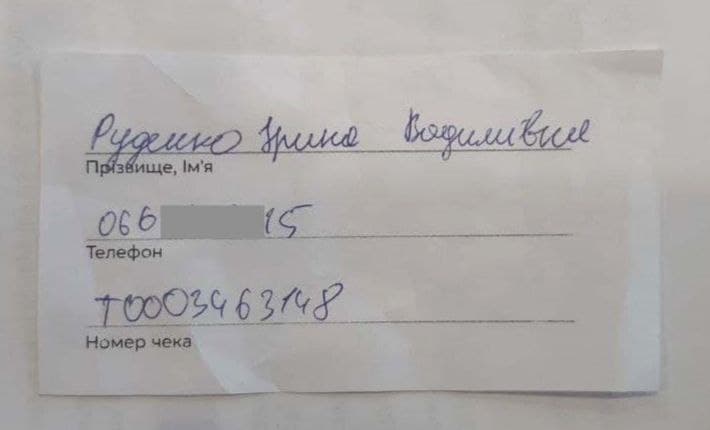 Руденко Ірина Вадимівна
Прізвище, Ім'я
066 15
Телефон
T0003463148
Номер чека